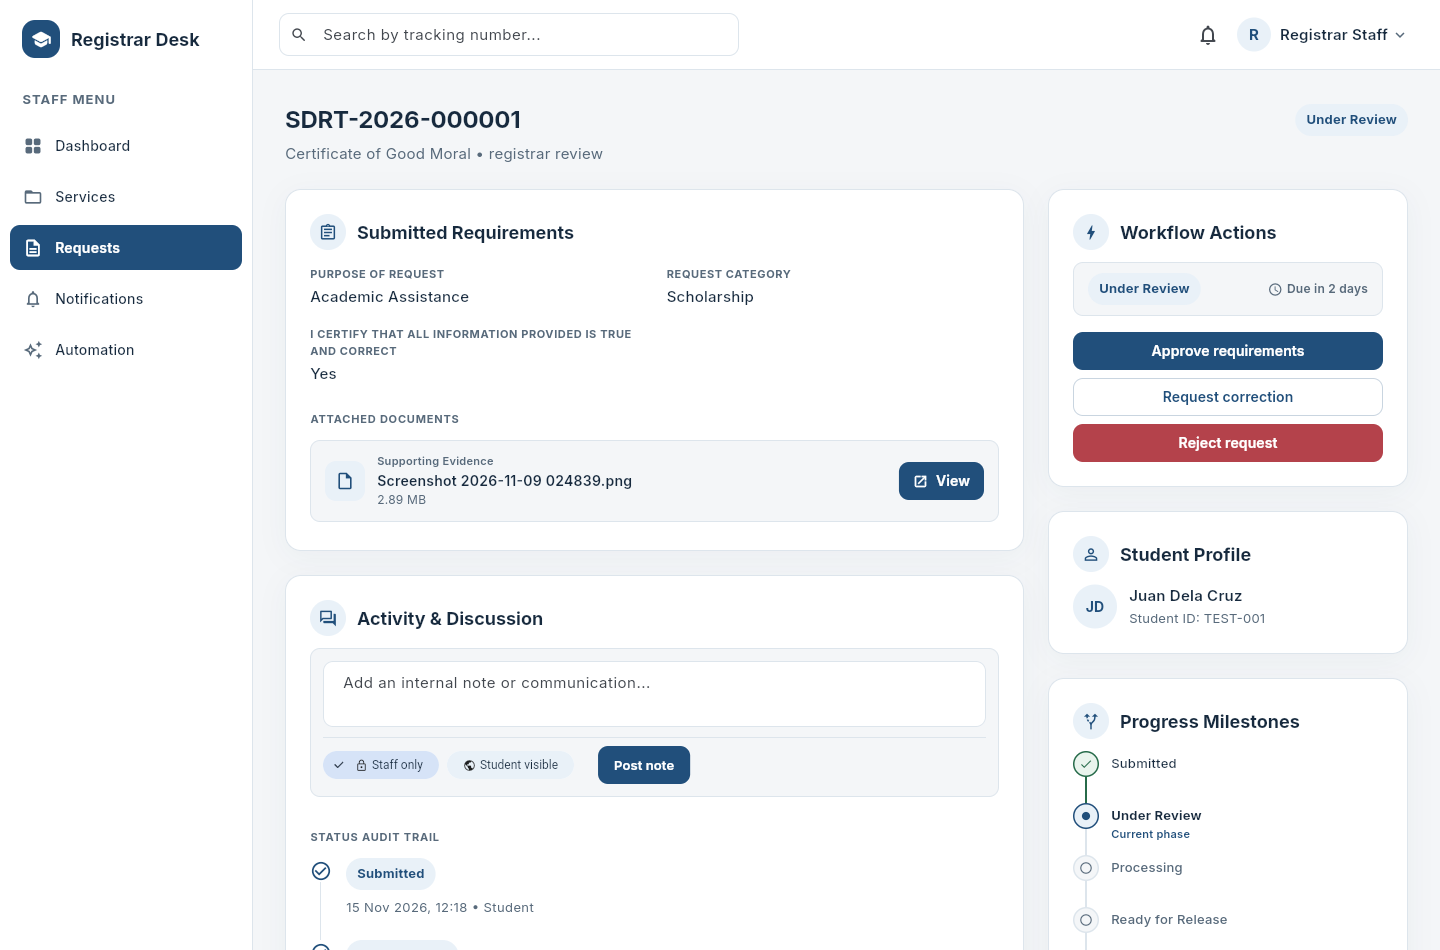 Registrar Desk
Search by tracking number...
R
Registrar Staff
STAFF MENU
Dashboard
Services
Requests
Notifications
Automation
SDRT-2026-000001
Under Review
Certificate of Good Moral • registrar review
Submitted Requirements
PURPOSE OF REQUEST
Academic Assistance
REQUEST CATEGORY
Scholarship
I CERTIFY THAT ALL INFORMATION PROVIDED IS TRUE
AND CORRECT
Yes
ATTACHED DOCUMENTS
Supporting Evidence
Screenshot 2026-11-09 024839.png
2.89 MB
View
Activity & Discussion
Add an internal note or communication...
Staff only
Student visible
Post note
STATUS AUDIT TRAIL
Submitted
15 Nov 2026, 12:18 • Student
Workflow Actions
Under Review
Due in 2 days
Approve requirements
Request correction
Reject request
Student Profile
JD
Juan Dela Cruz
Student ID: TEST-001
Progress Milestones
Submitted
Under Review
Current phase
Processing
Ready for Release